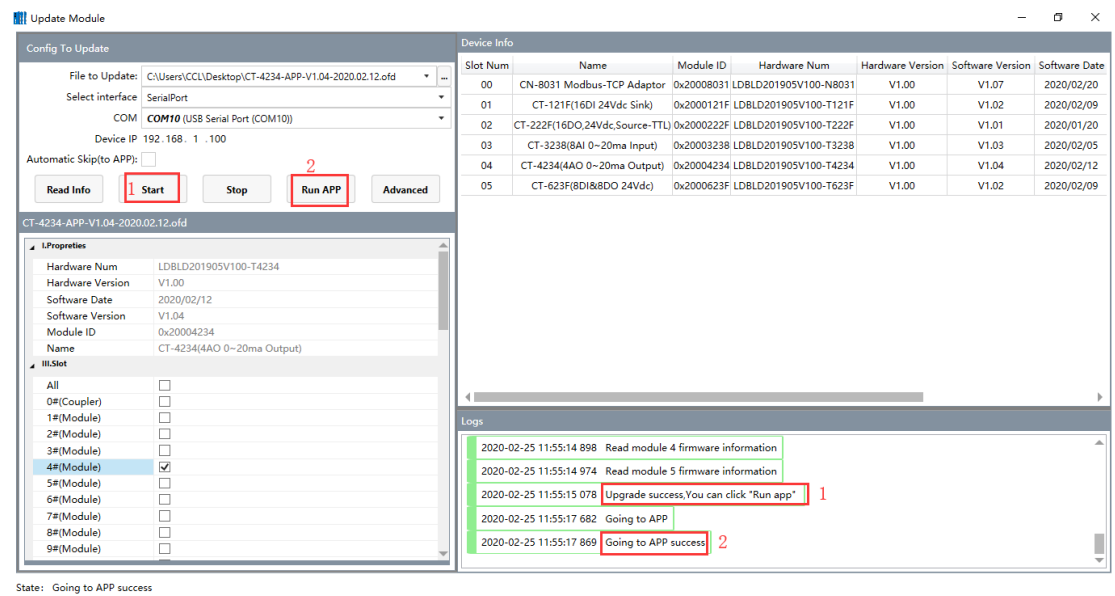 Update Module
Config To Update
File to Update: C:\Users\CCL\Desktop\CT-4234-APP-V1.04-2020.02.12.ofd ...
Select interface SerialPort
COM COM10 (USB Serial Port (COM10))
Device IP 192.168. 1 .100
Automatic Skip(to APP):
2
Read Info 1 Start Stop Run APP Advanced
CT-4234-APP-V1.04-2020.02.12.ofd
I.Propreties
Hardware Num LDBLD201905V100-T4234
Hardware Version V1.00
Software Date 2020/02/12
Software Version V1.04
Module ID 0x20004234
Name CT-4234(4AO 0~20ma Output)
III.Slot
All
0#(Coupler)
1#(Module)
2#(Module)
3#(Module)
4#(Module)
5#(Module)
6#(Module)
7#(Module)
8#(Module)
9#(Module)
Device Info
Slot Num Name Module ID Hardware Num Hardware Version Software Version Software Date
00 CN-8031 Modbus-TCP Adaptor 0x20008031 LDBLD201905V100-N8031 V1.00 V1.07 2020/02/20
01 CT-121F(16DI 24Vdc Sink) 0x2000121F LDBLD201905V100-T121F V1.00 V1.02 2020/02/09
02 CT-222F(16DO,24Vdc,Source-TTL) 0x2000222F LDBLD201905V100-T222F V1.00 V1.01 2020/01/20
03 CT-3238(8AI 0~20ma Input) 0x20003238 LDBLD201905V100-T3238 V1.00 V1.03 2020/02/05
04 CT-4234(4AO 0~20ma Output) 0x20004234 LDBLD201905V100-T4234 V1.00 V1.04 2020/02/12
05 CT-623F(8DI&8DO 24Vdc) 0x2000623F LDBLD201905V100-T623F V1.00 V1.02 2020/02/09
Logs
2020-02-25 11:55:14 898 Read module 4 firmware information
2020-02-25 11:55:14 974 Read module 5 firmware information
2020-02-25 11:55:15 078 Upgrade success,You can click "Run app" 1
2020-02-25 11:55:17 682 Going to APP
2020-02-25 11:55:17 869 Going to APP success 2
State: Going to APP success